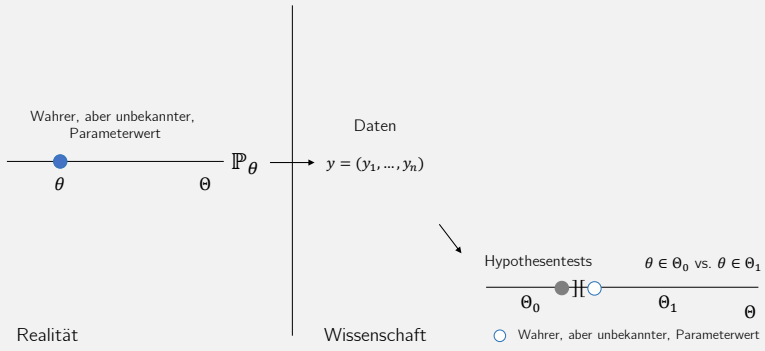 Wahrer, aber unbekannter,
Parameterwert
θ
Θ
ℙ_θ
Daten
y = (y₁, ..., yₙ)
Hypothesentests
θ ∈ Θ₀ vs. θ ∈ Θ₁
][
Θ₀
Θ₁
Θ
Wahrer, aber unbekannter, Parameterwert
Realität
Wissenschaft